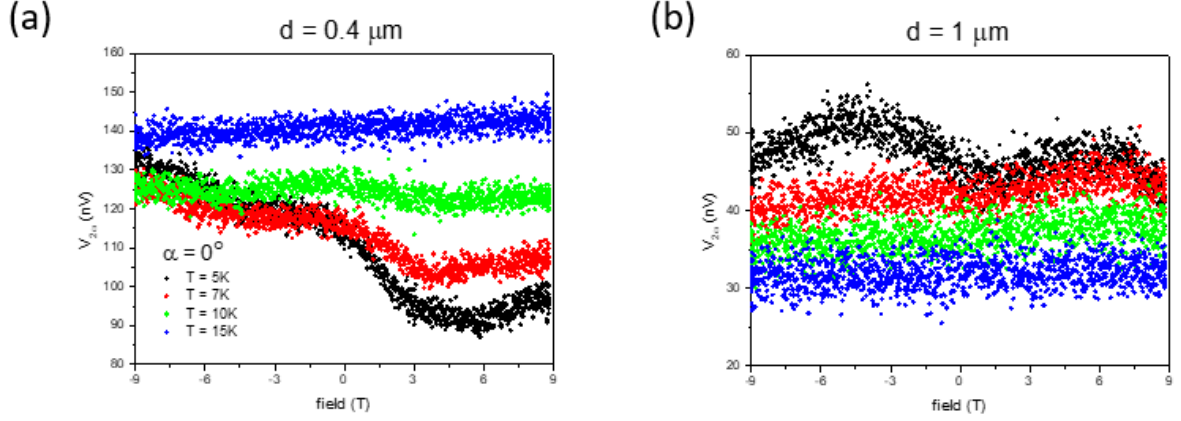 (a)
d = 0.4 μm
160
150
140
130
120
110
100
90
80
V2ω (nV)
α = 0°
T = 5K
T = 7K
T = 10K
T = 15K
-9 -6 -3 0 3 6 9
field (T)
(b)
d = 1 μm
60
50
40
30
20
V2ω (nV)
-9 -6 -3 0 3 6 9
field (T)